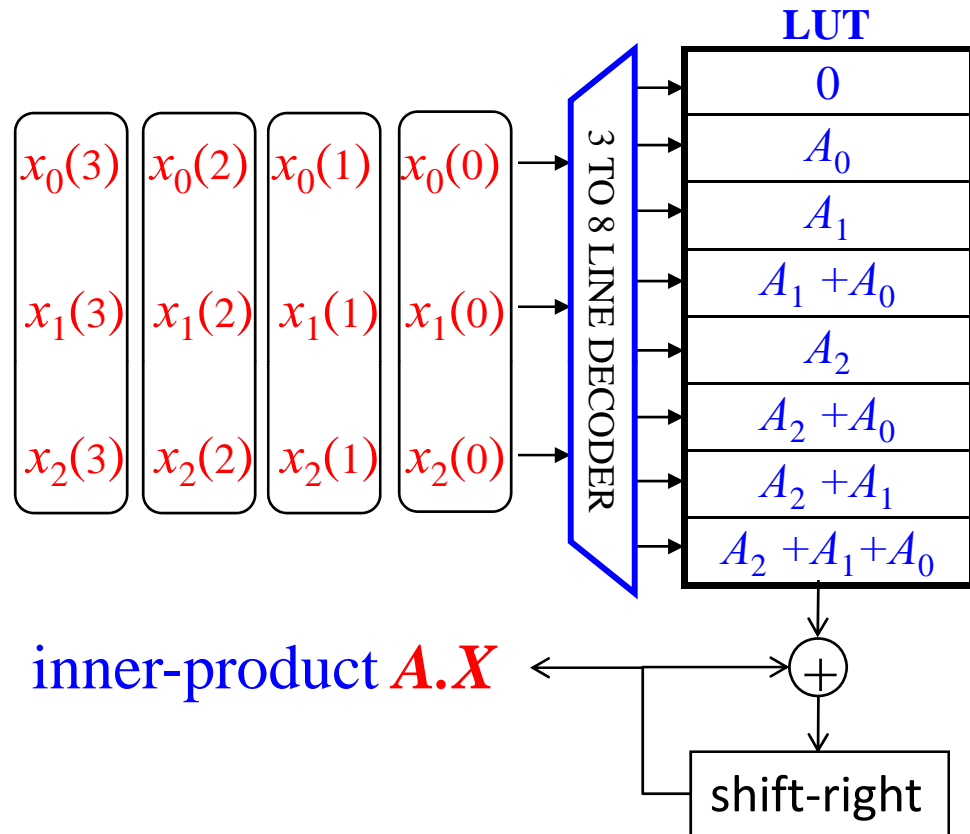 LUT
0
x₀(3) x₀(2) x₀(1) x₀(0)
x₁(3) x₁(2) x₁(1) x₁(0)
x₂(3) x₂(2) x₂(1) x₂(0)
3 TO 8 LINE DECODER
A₀
A₁
A₁ +A₀
A₂
A₂ +A₀
A₂ +A₁
A₂ +A₁+A₀
inner-product A.X
+
shift-right